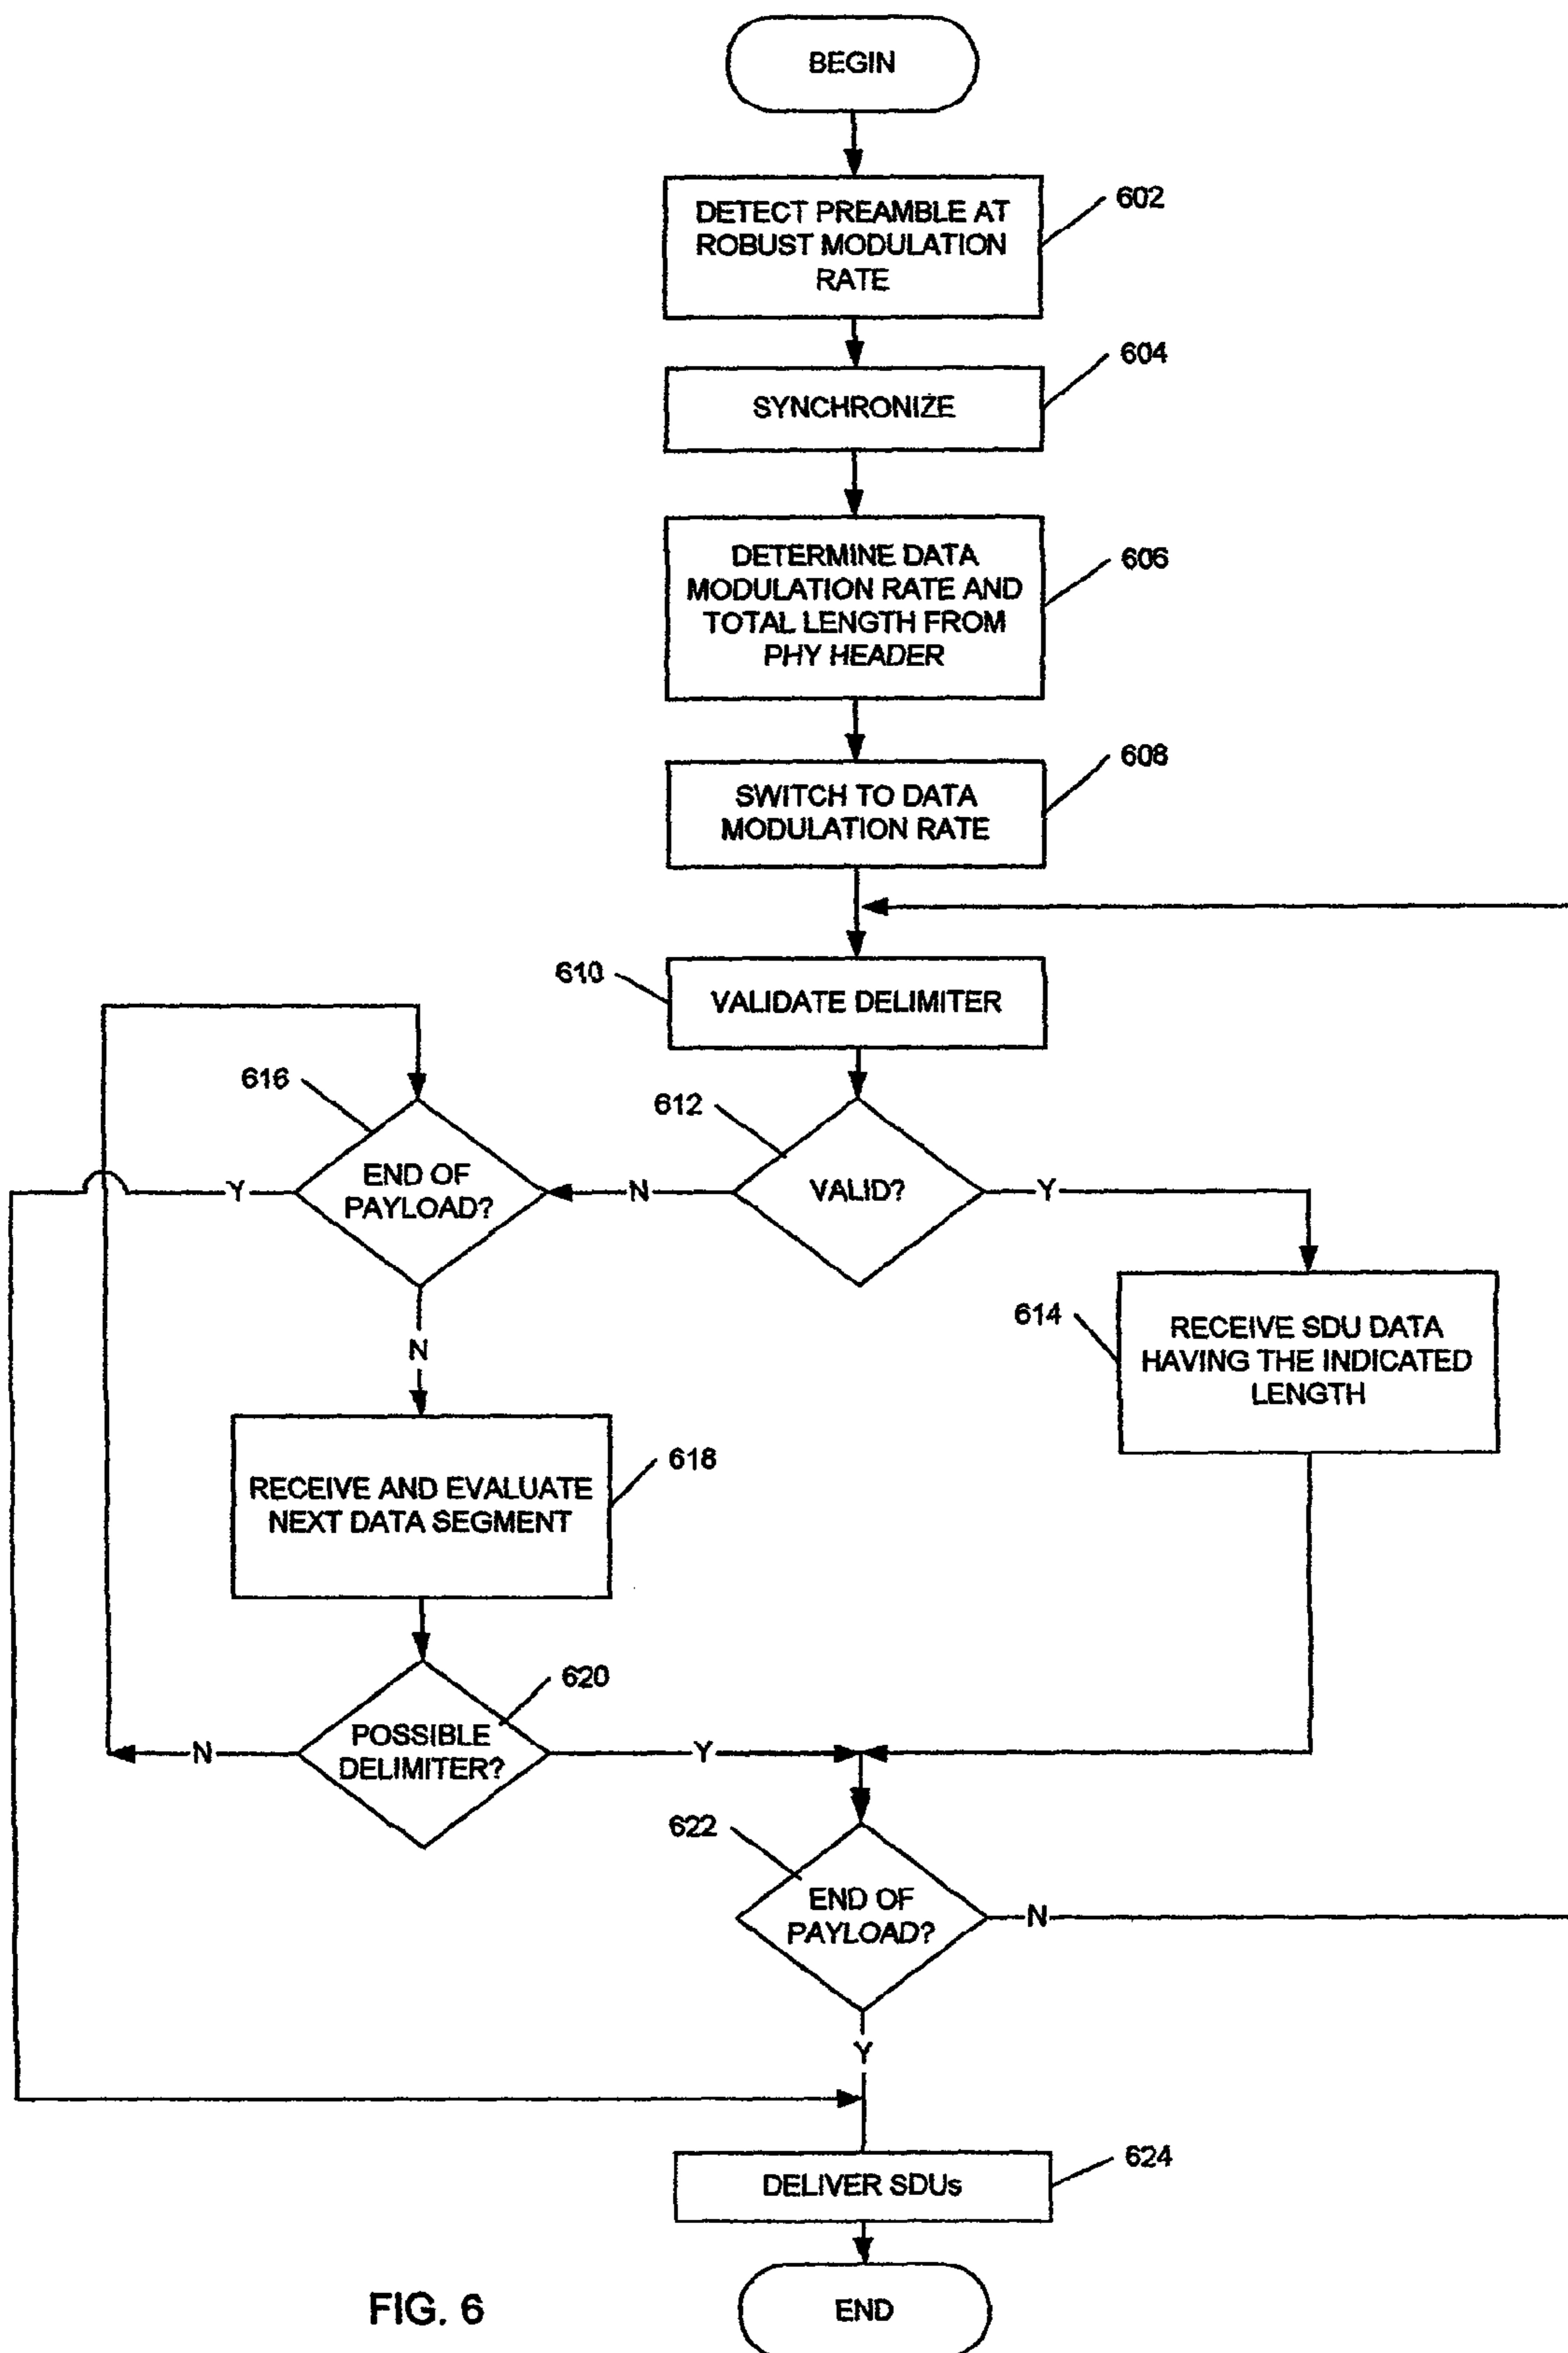 BEGIN
DETECT PREAMBLE AT
ROBUST MODULATION
RATE
602
SYNCHRONIZE
604
DETERMINE DATA
MODULATION RATE AND
TOTAL LENGTH FROM
PHY HEADER
606
SWITCH TO DATA
MODULATION RATE
608
610
VALIDATE DELIMITER
616
END OF
PAYLOAD?
Y
N
612
VALID?
N
Y
614
RECEIVE SDU DATA
HAVING THE INDICATED
LENGTH
RECEIVE AND EVALUATE
NEXT DATA SEGMENT
618
620
POSSIBLE
DELIMITER?
N
Y
622
END OF
PAYLOAD?
N
Y
DELIVER SDUs
624
END
FIG. 6